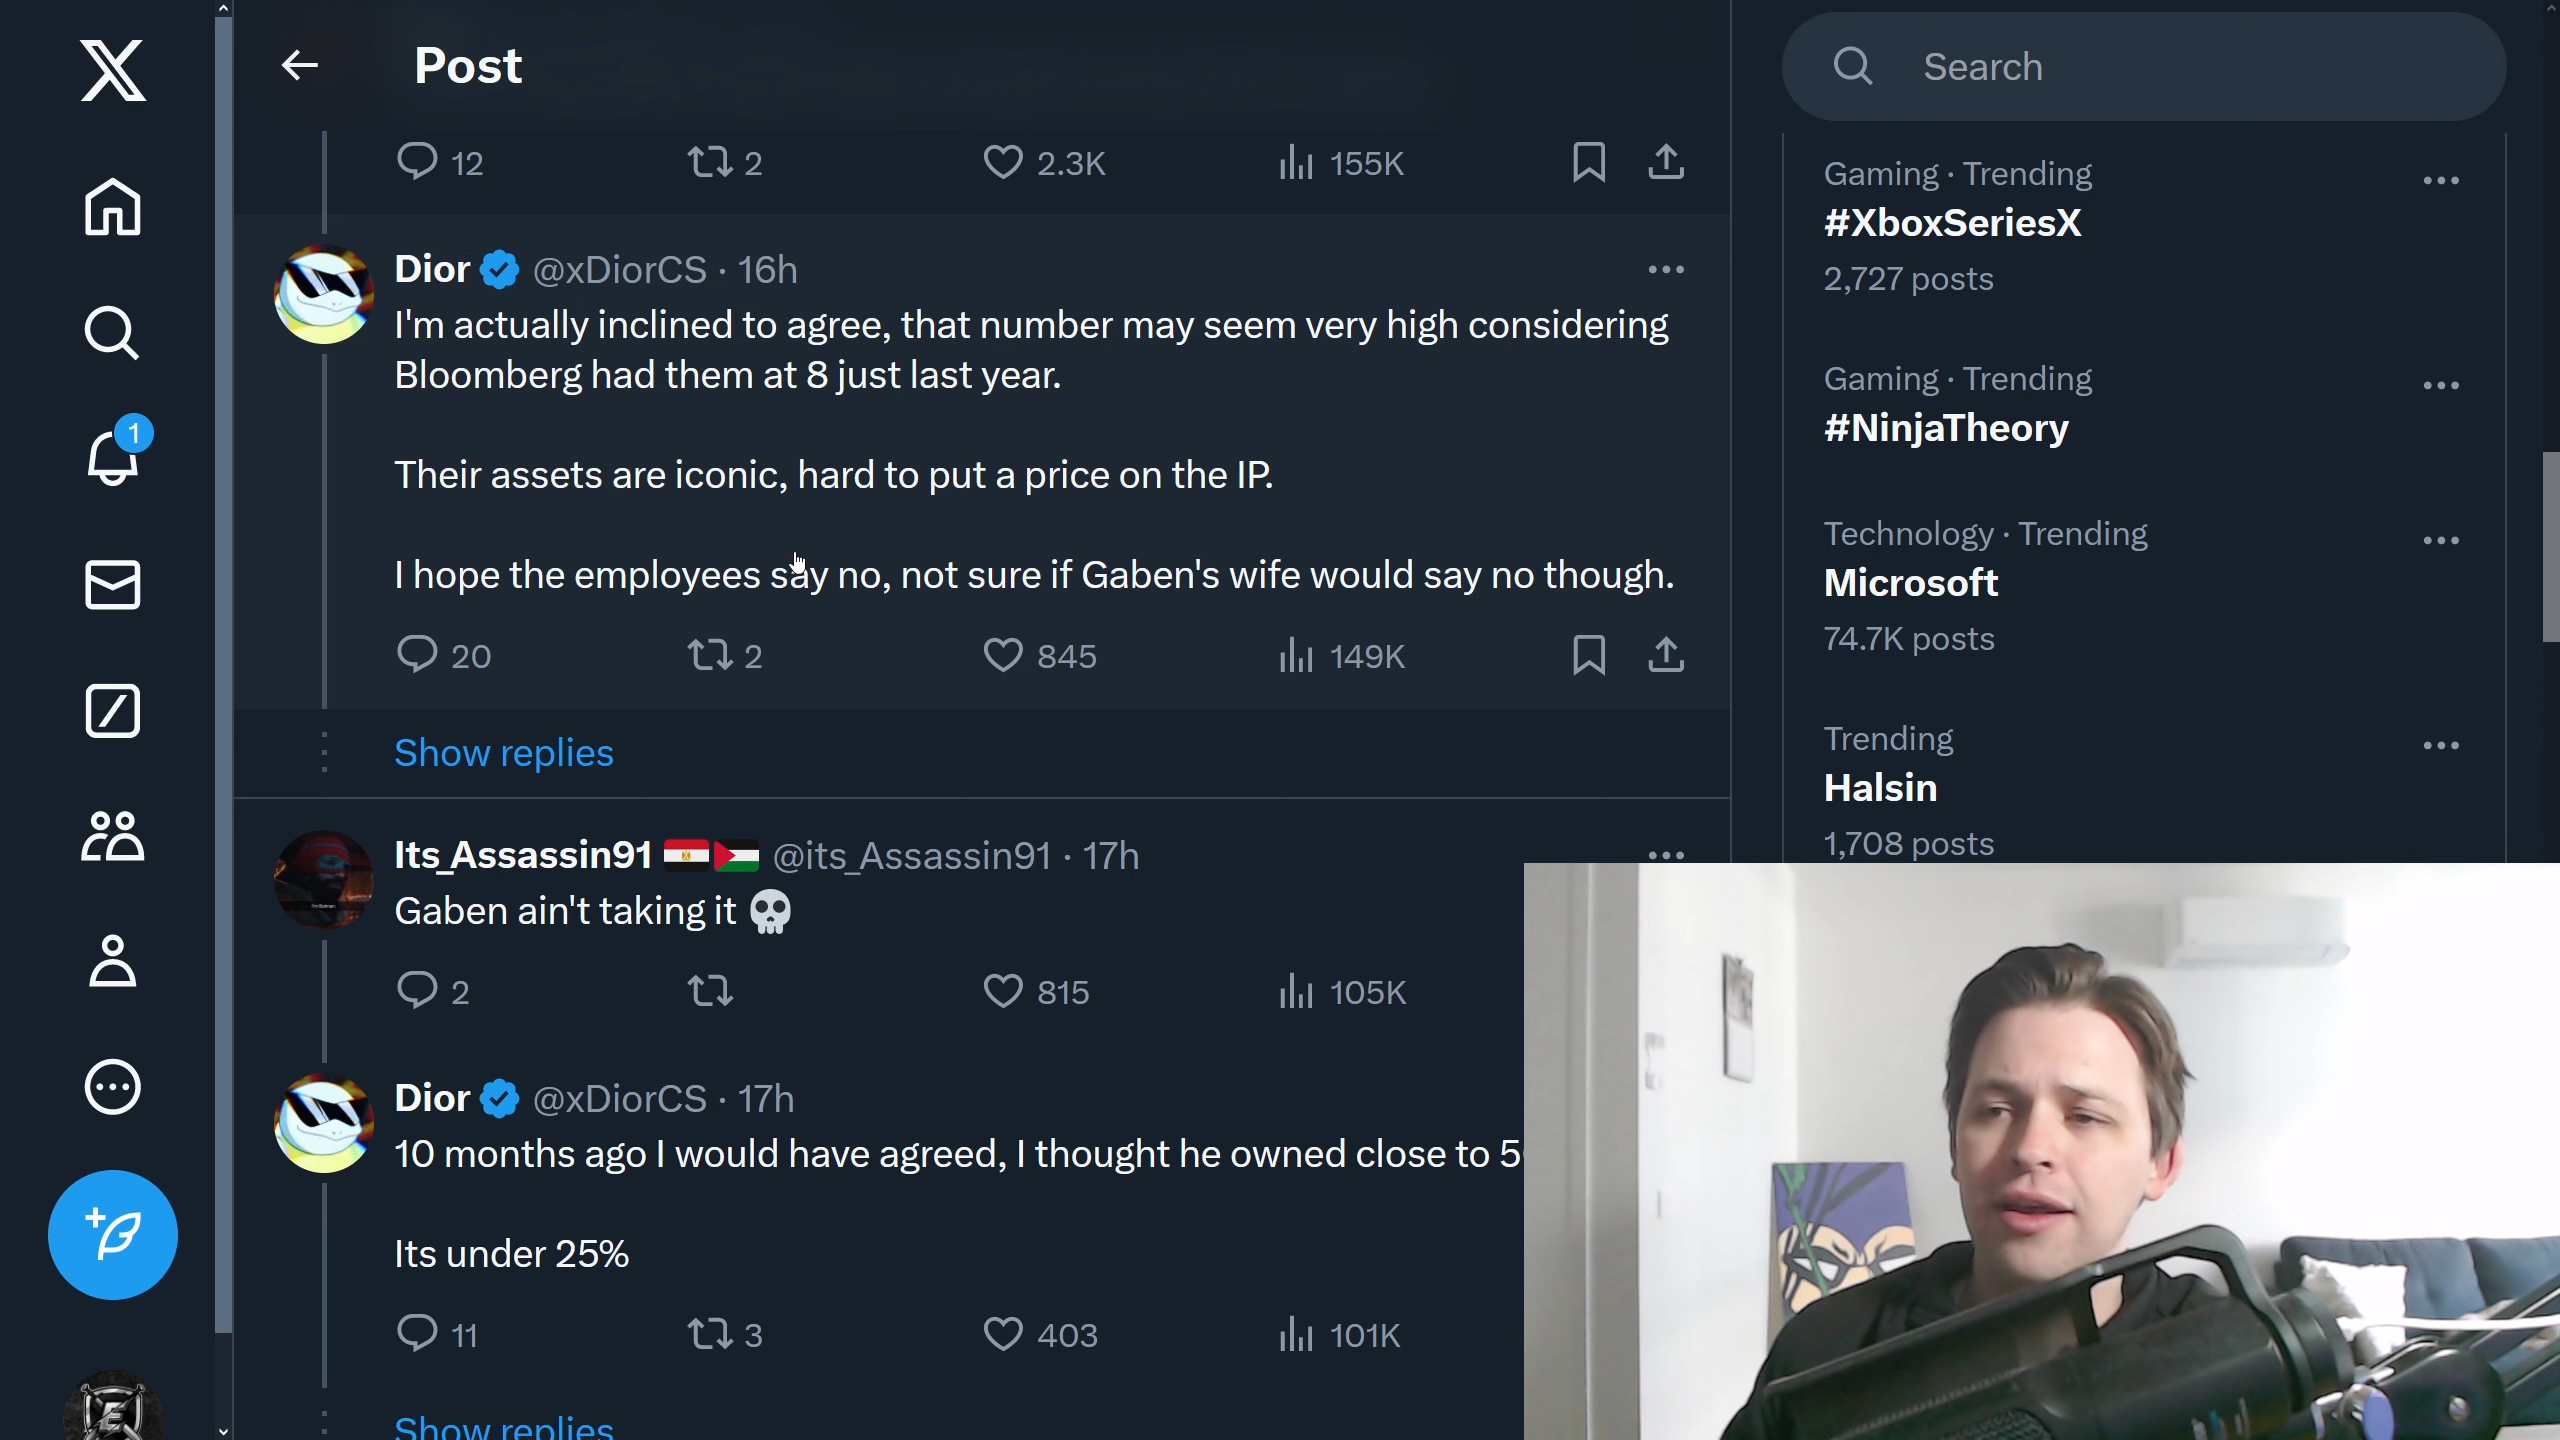 Post
Search
12 2 2.3K 155K
Dior @xDiorCS · 16h
I'm actually inclined to agree, that number may seem very high considering
Bloomberg had them at 8 just last year.
Their assets are iconic, hard to put a price on the IP.
I hope the employees say no, not sure if Gaben's wife would say no though.
20 2 845 149K
Show replies
Its_Assassin91 🇪🇬🇵🇸 @its_Assassin91 · 17h
Gaben ain't taking it 💀
2 815 105K
Dior @xDiorCS · 17h
10 months ago I would have agreed, I thought he owned close to
Its under 25%
11 3 403 101K
Show replies
1
Gaming · Trending
#XboxSeriesX
2,727 posts
Gaming · Trending
#NinjaTheory
Technology · Trending
Microsoft
74.7K posts
Trending
Halsin
1,708 posts